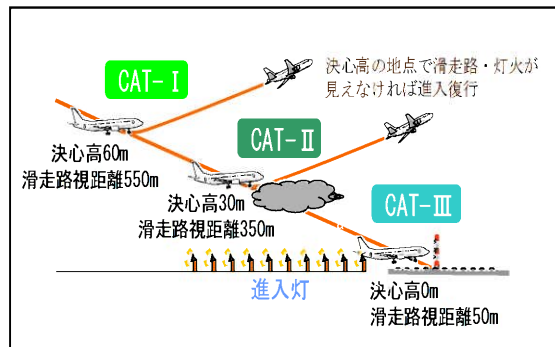 CAT-Ⅰ
決心高の地点で滑走路・灯火が
見えなければ進入復行
決心高60m
滑走路視距離550m
CAT-Ⅱ
決心高30m
滑走路視距離350m
CAT-Ⅲ
進入灯
決心高0m
滑走路視距離50m